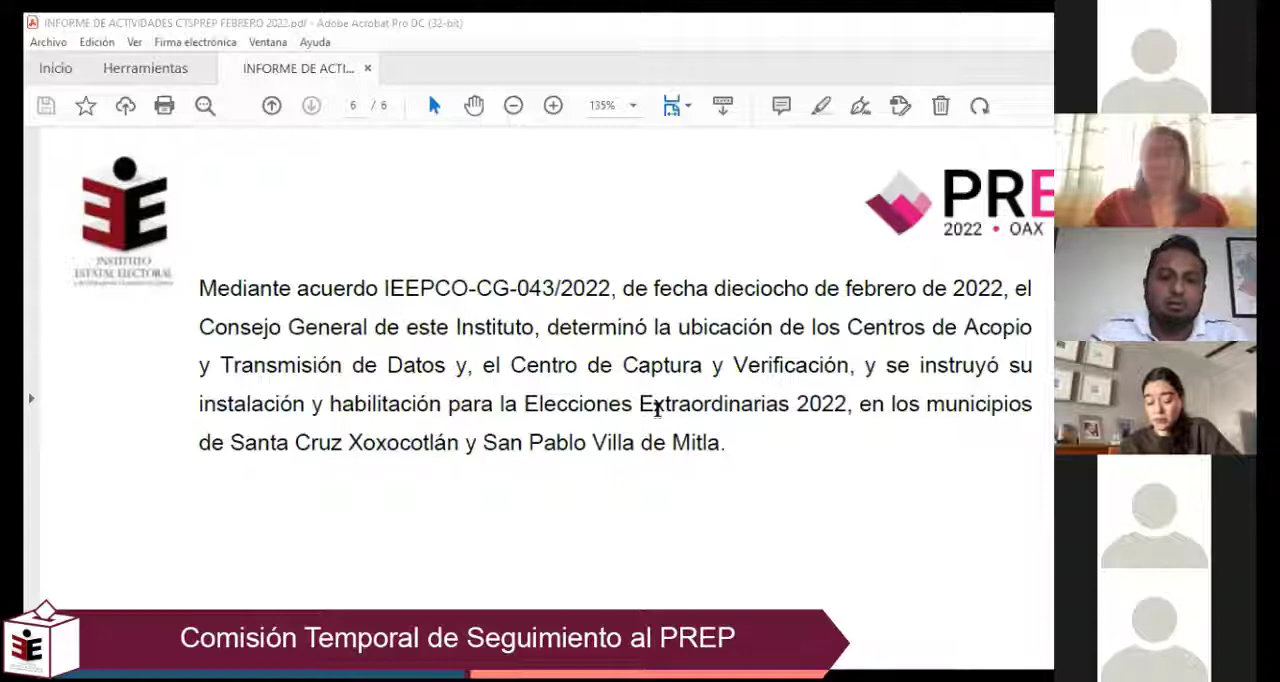 INFORME DE ACTIVIDADES CTSPREP FEBRERO 2022.pdf - Adobe Acrobat Pro DC (32-bit)
Archivo Edición Ver Firma electrónica Ventana Ayuda
Inicio Herramientas INFORME DE ACTI... ×
6 / 6 135%
INSTITUTO
ESTATAL ELECTORAL
PRE
2022 • OAX
Mediante acuerdo IEEPCO-CG-043/2022, de fecha dieciocho de febrero de 2022, el
Consejo General de este Instituto, determinó la ubicación de los Centros de Acopio
y Transmisión de Datos y, el Centro de Captura y Verificación, y se instruyó su
instalación y habilitación para la Elecciones Extraordinarias 2022, en los municipios
de Santa Cruz Xoxocotlán y San Pablo Villa de Mitla.
Comisión Temporal de Seguimiento al PREP